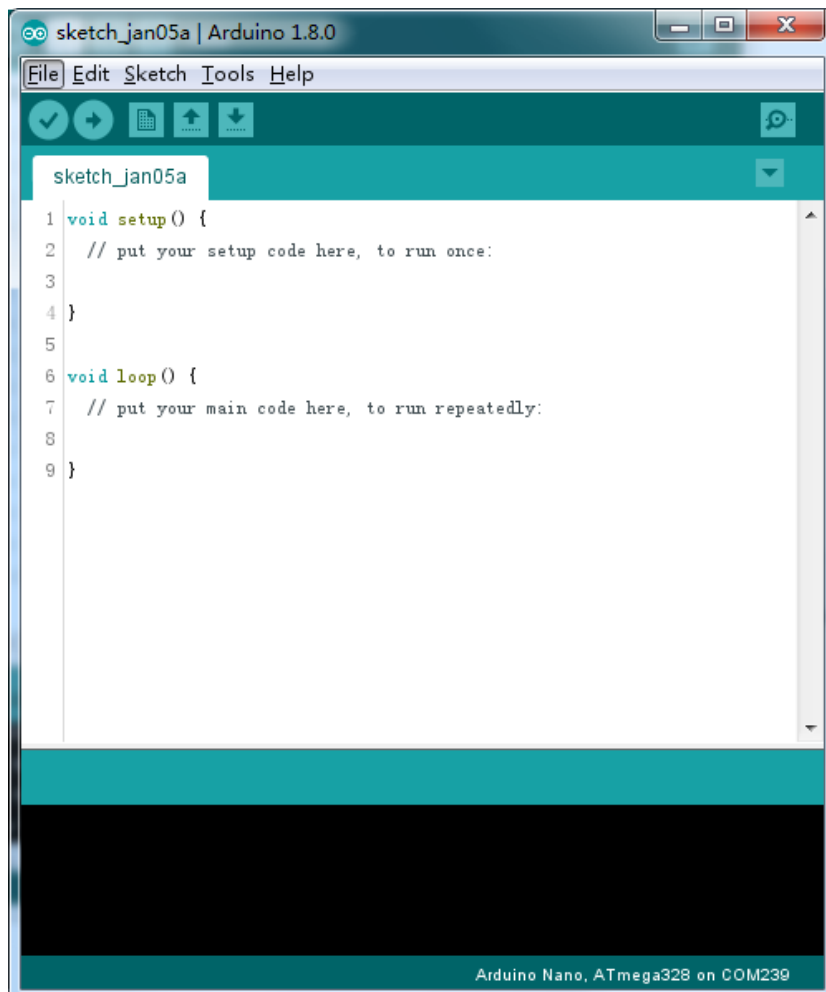 sketch_jan05a | Arduino 1.8.0
File Edit Sketch Tools Help
sketch_jan05a
1 void setup() {
2   // put your setup code here, to run once:
3
4 }
5
6 void loop() {
7   // put your main code here, to run repeatedly:
8
9 }
Arduino Nano, ATmega328 on COM239